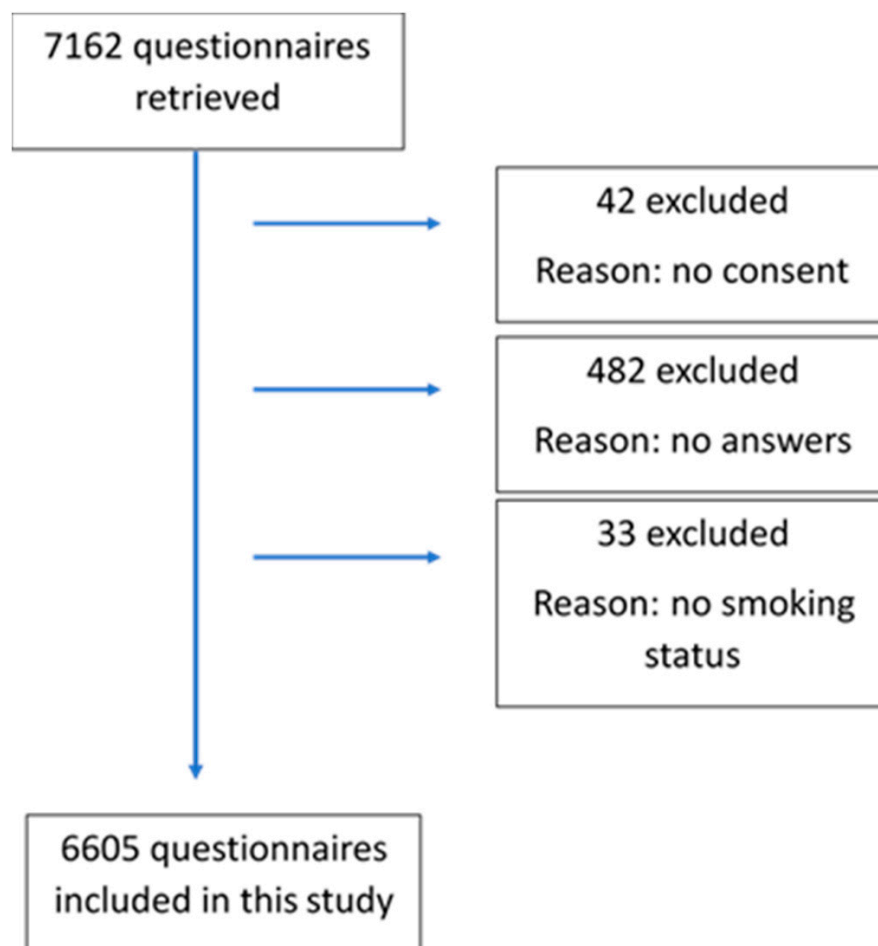 7162 questionnaires
retrieved
42 excluded
Reason: no consent
482 excluded
Reason: no answers
33 excluded
Reason: no smoking
status
6605 questionnaires
included in this study